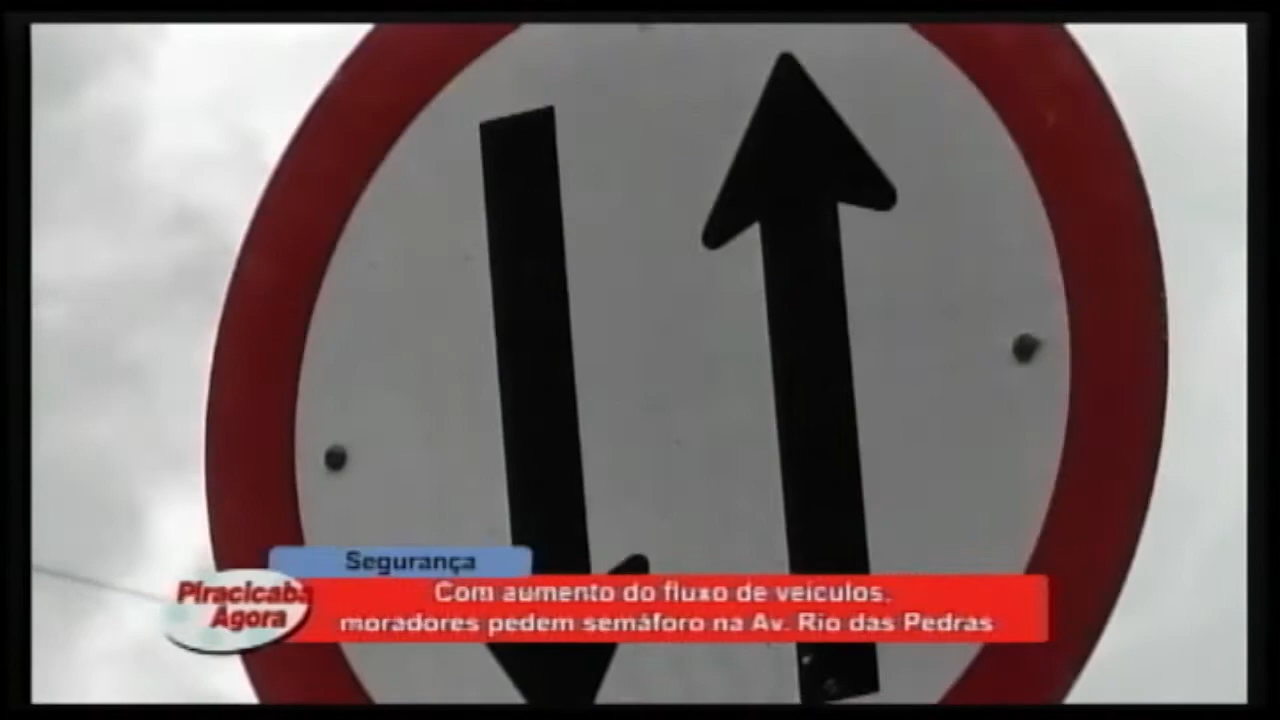 Segurança
Piracicaba
Agora
Com aumento do fluxo de veículos,
moradores pedem semáforo na Av. Rio das Pedras